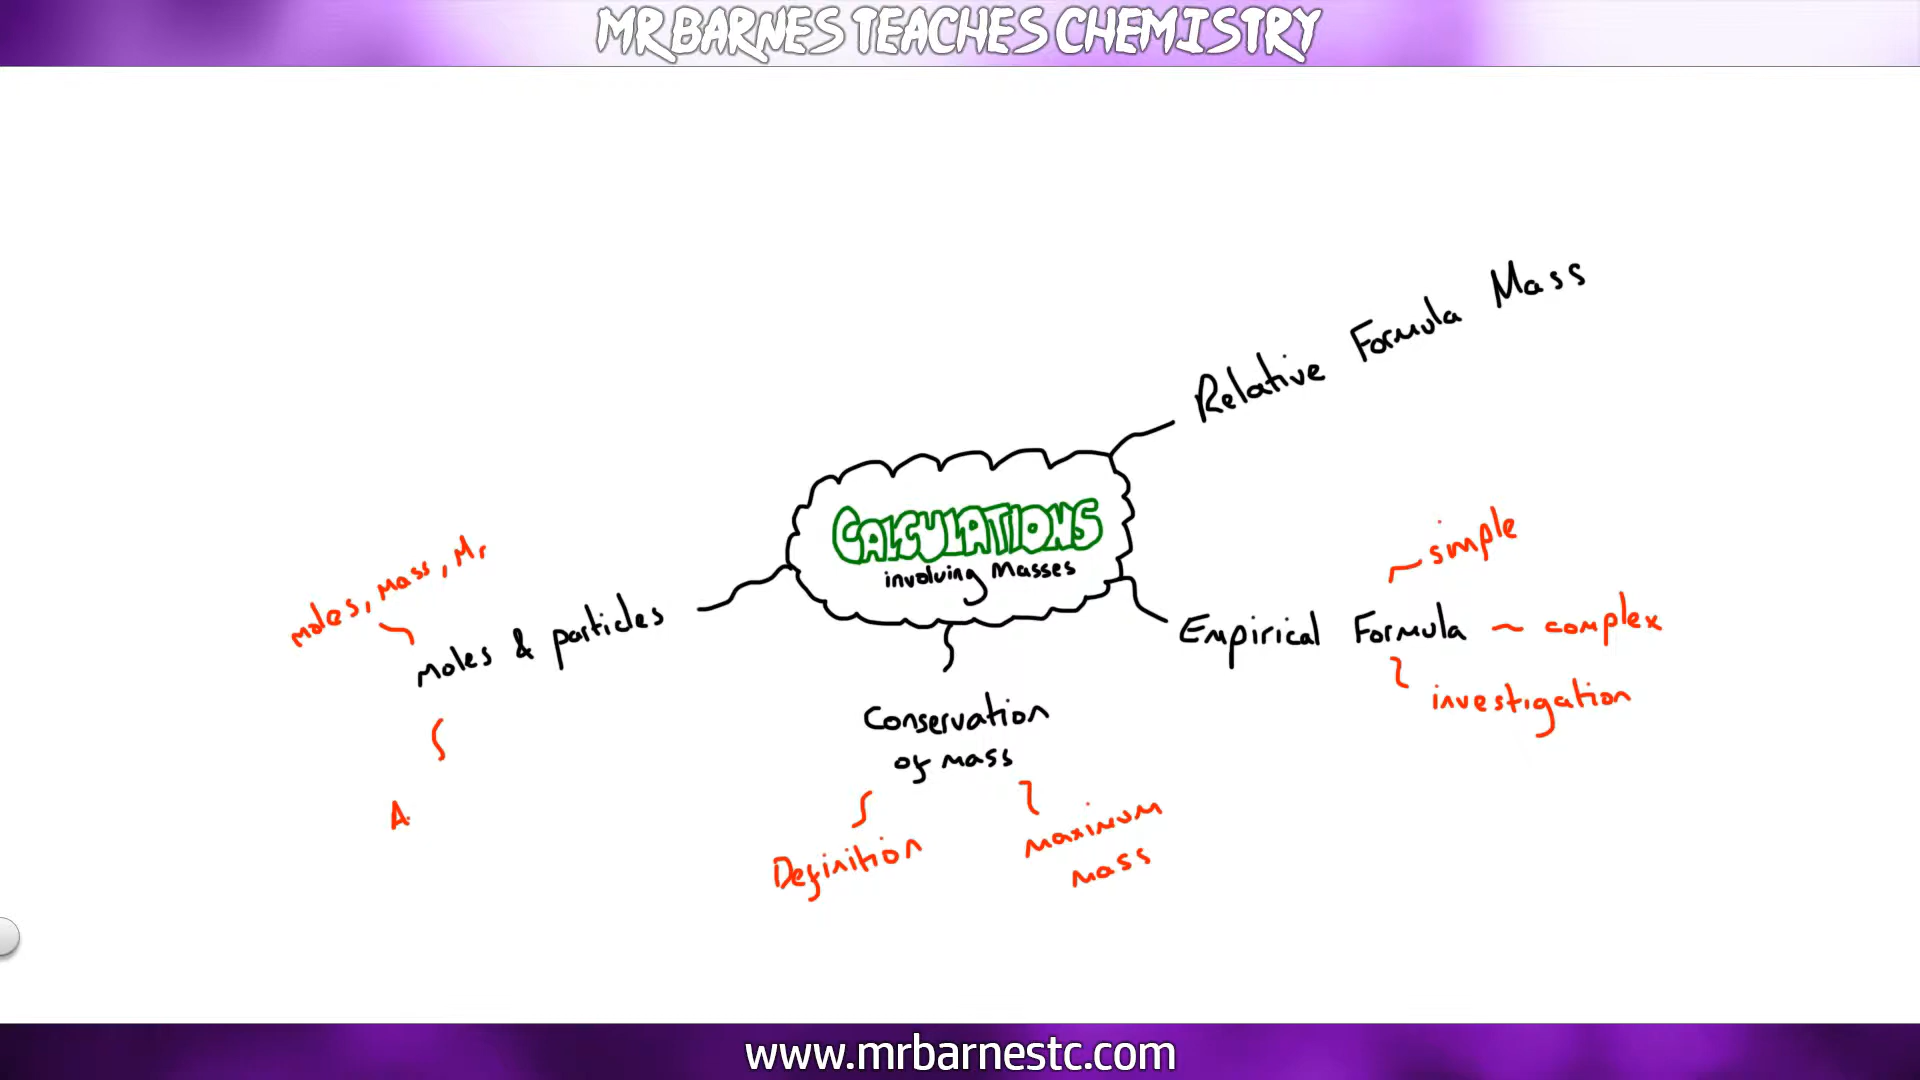 MR BARNES TEACHES CHEMISTRY
Relative Formula Mass
CALCULATIONS
involving Masses
simple
moles, mass, Mr
moles & particles
Empirical Formula
complex
investigation
Conservation
of mass
A
Definition
maximum
mass
www.mrbarnestc.com